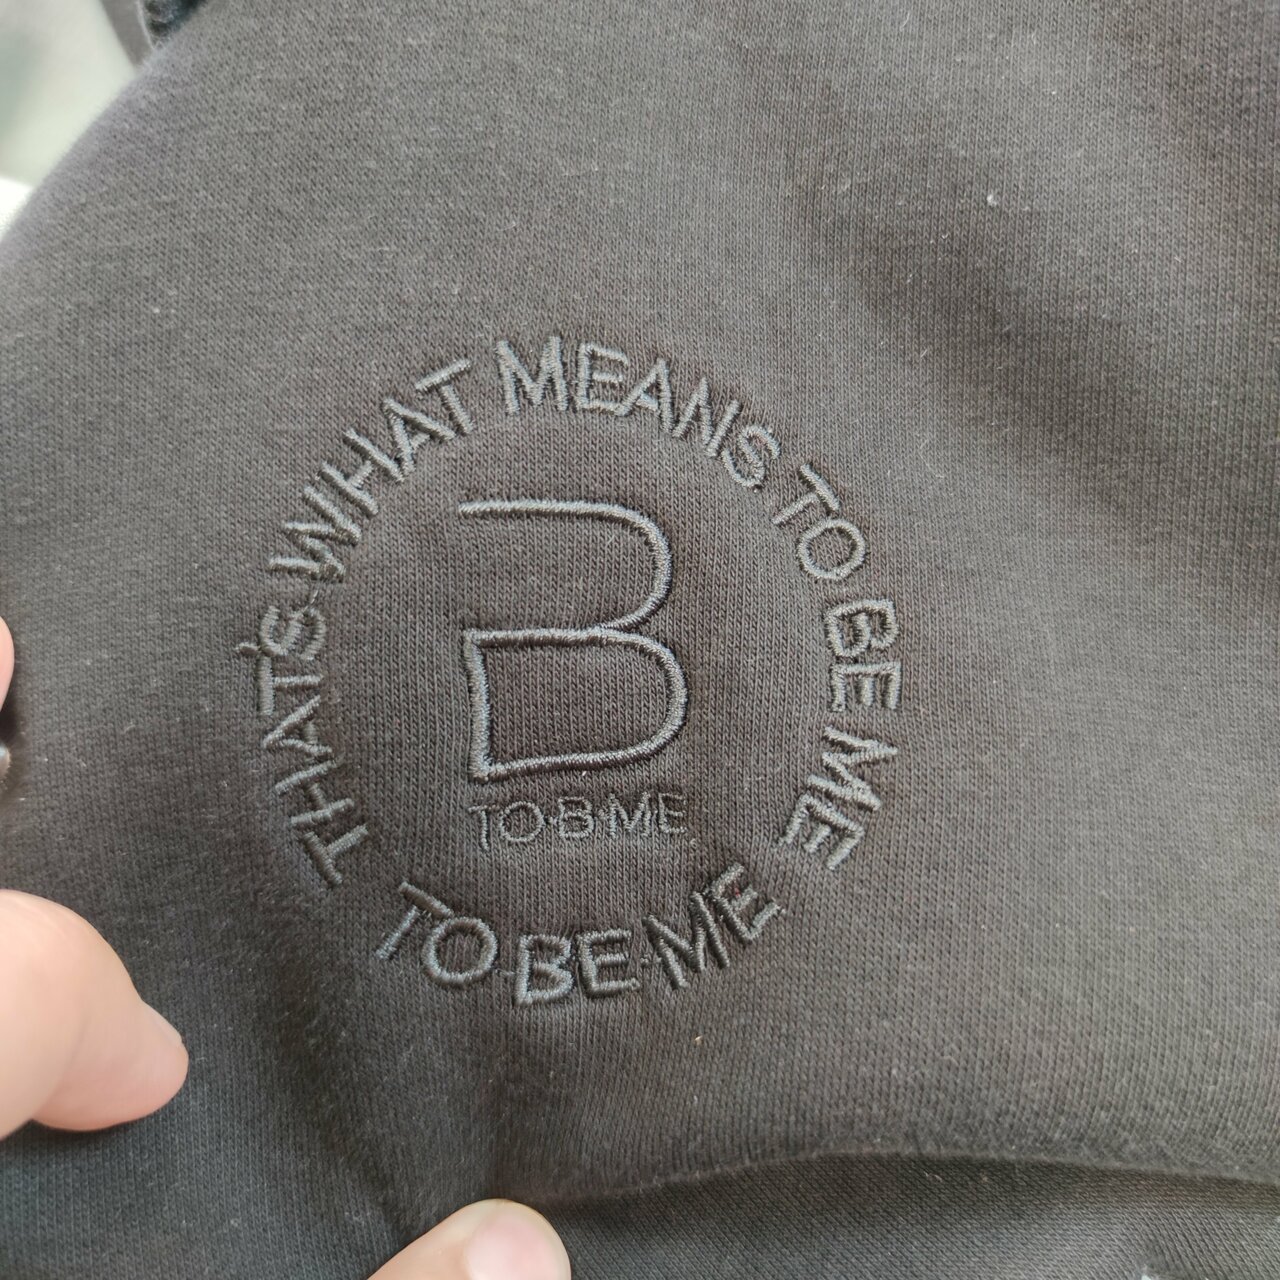 THAT'S WHAT MEANS TO BE ME
B
TO·B·ME
TO BE ME